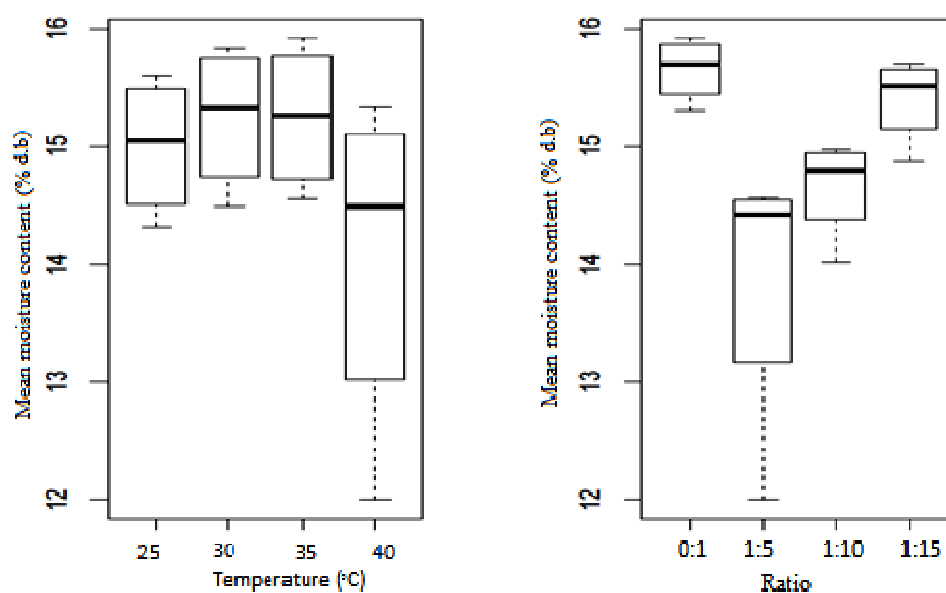 Mean moisture content (% d.b)
16
15
14
13
12
25 30 35 40
Temperature (°C)
Mean moisture content (% d.b)
16
15
14
13
12
0:1 1:5 1:10 1:15
Ratio